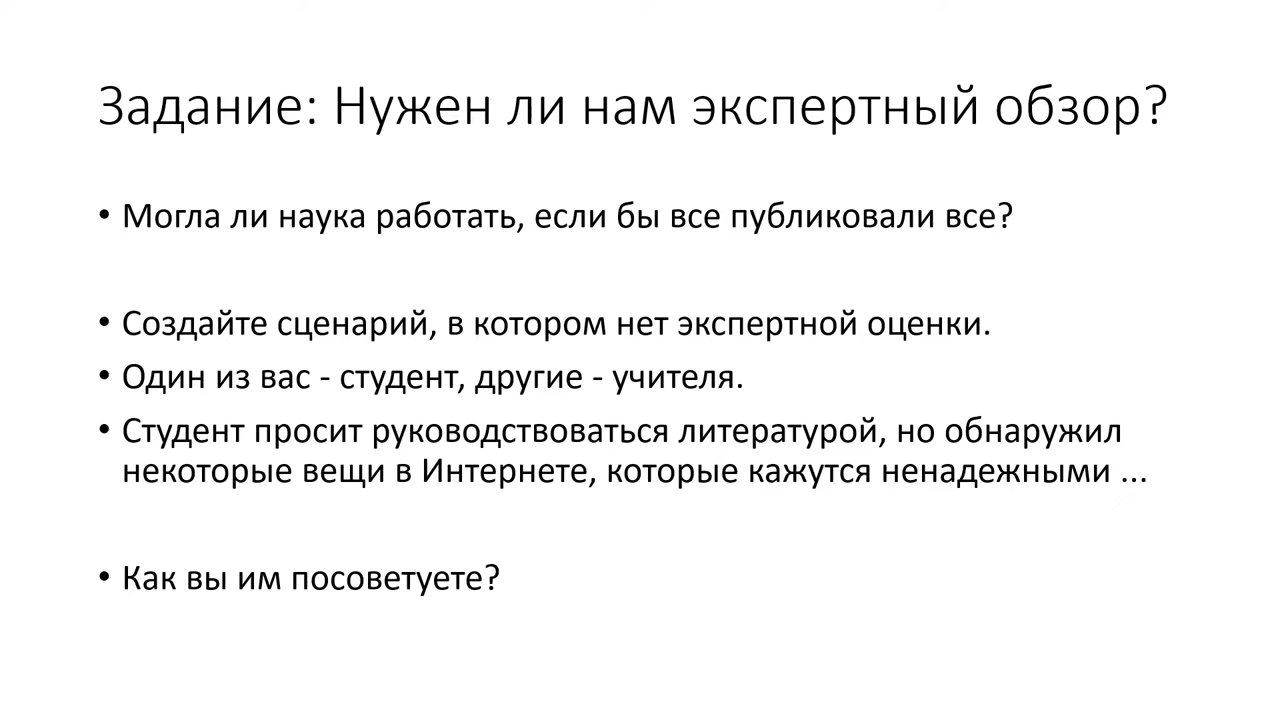 Задание: Нужен ли нам экспертный обзор?
• Могла ли наука работать, если бы все публиковали все?
• Создайте сценарий, в котором нет экспертной оценки.
• Один из вас - студент, другие - учителя.
• Студент просит руководствоваться литературой, но обнаружил
некоторые вещи в Интернете, которые кажутся ненадежными ...
• Как вы им посоветуете?